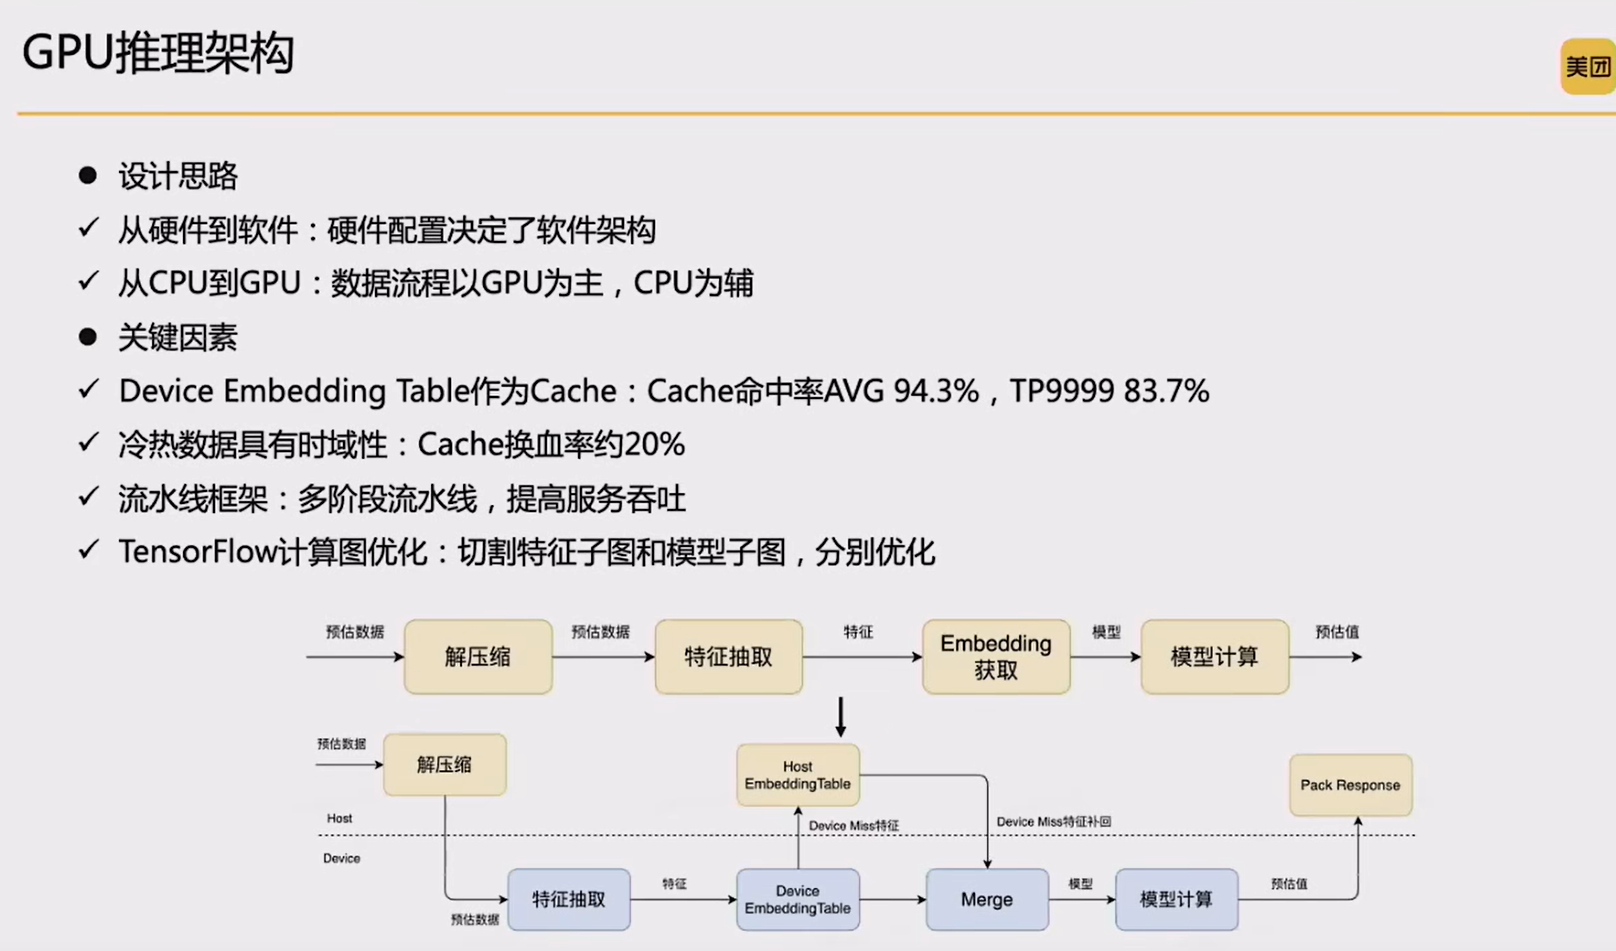 GPU推理架构
美团
设计思路
从硬件到软件：硬件配置决定了软件架构
从CPU到GPU：数据流程以GPU为主，CPU为辅
关键因素
Device Embedding Table作为Cache：Cache命中率AVG 94.3%，TP9999 83.7%
冷热数据具有时域性：Cache换血率约20%
流水线框架：多阶段流水线，提高服务吞吐
TensorFlow计算图优化：切割特征子图和模型子图，分别优化
预估数据
解压缩
预估数据
特征抽取
特征
Embedding
获取
模型
模型计算
预估值
预估数据
解压缩
Host
EmbeddingTable
Pack Response
Host
Device Miss特征
Device Miss特征补回
Device
预估数据
特征抽取
特征
Device
EmbeddingTable
Merge
模型
模型计算
预估值